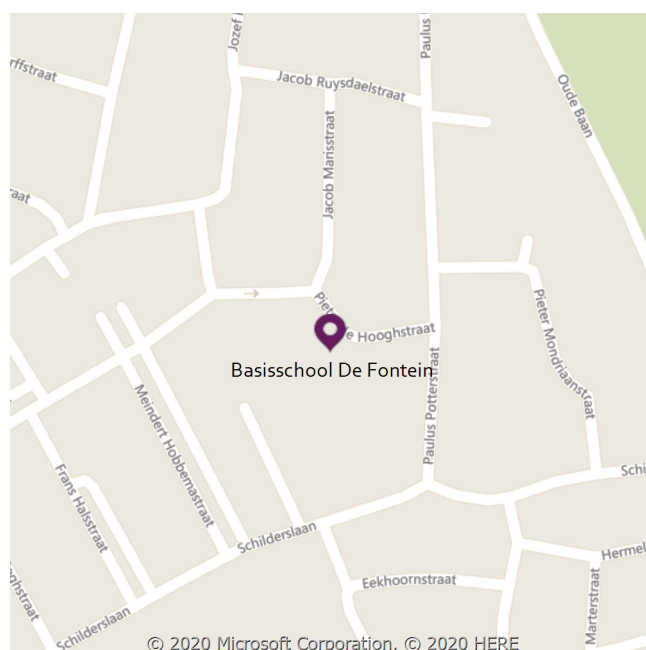 Jozef
Paulus
rffstraat
Jacob Ruysdaelstraat
Oude Baan
Jacob Marisstraat
aat
Piet
e Hooghstraat
Pieter Mondriaanstraat
Basisschool De Fontein
Paulus Potterstraat
Meindert Hobbemastraat
Frans Halsstraat
Schi
Schilderslaan
Hermel
Eekhoornstraat
Marterstraat
oghstraat
Schilderslaan
© 2020 Microsoft Corporation, © 2020 HERE